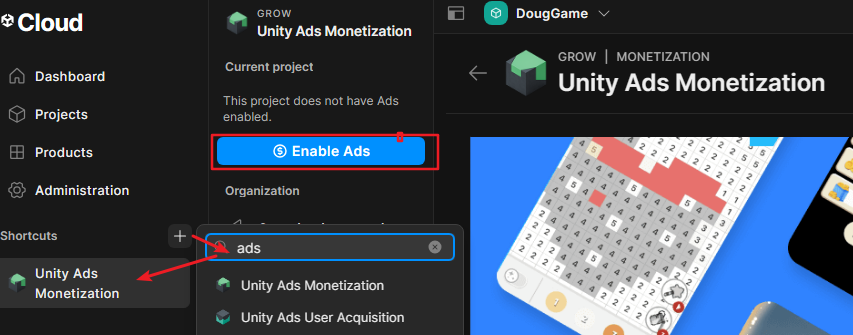 Cloud
Dashboard
Projects
Products
Administration
Shortcuts
Unity Ads
Monetization
GROW
Unity Ads Monetization
Current project
This project does not have Ads
enabled.
Enable Ads
Organization
ads
Unity Ads Monetization
Unity Ads User Acquisition
DougGame
GROW | MONETIZATION
Unity Ads Monetization